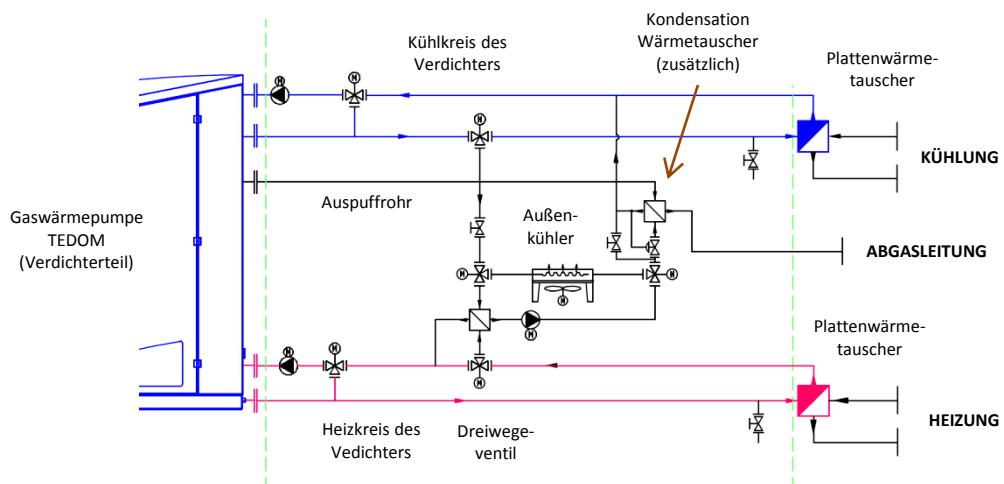 Kondensation
Wärmetauscher
(zusätzlich)
Kühlkreis des
Verdichters
Plattenwärme-
tauscher
M
M
M
KÜHLUNG
Auspuffrohr
Außen-
kühler
Gaswärmepumpe
TEDOM
(Verdichterteil)
ABGASLEITUNG
M
M
M
M
Plattenwärme-
tauscher
M
M
M
HEIZUNG
Heizkreis des
Vedichters
Dreiwege-
ventil